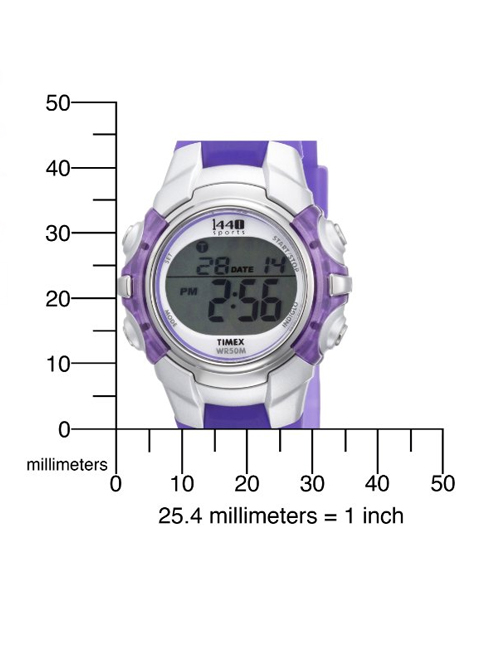 50
40
30
20
10
0
1440
sports
SET
START/STOP
28 DATE 14
PM 2:56
MODE
INDIGLO
TIMEX
WR50M
millimeters
0 10 20 30 40 50
25.4 millimeters = 1 inch